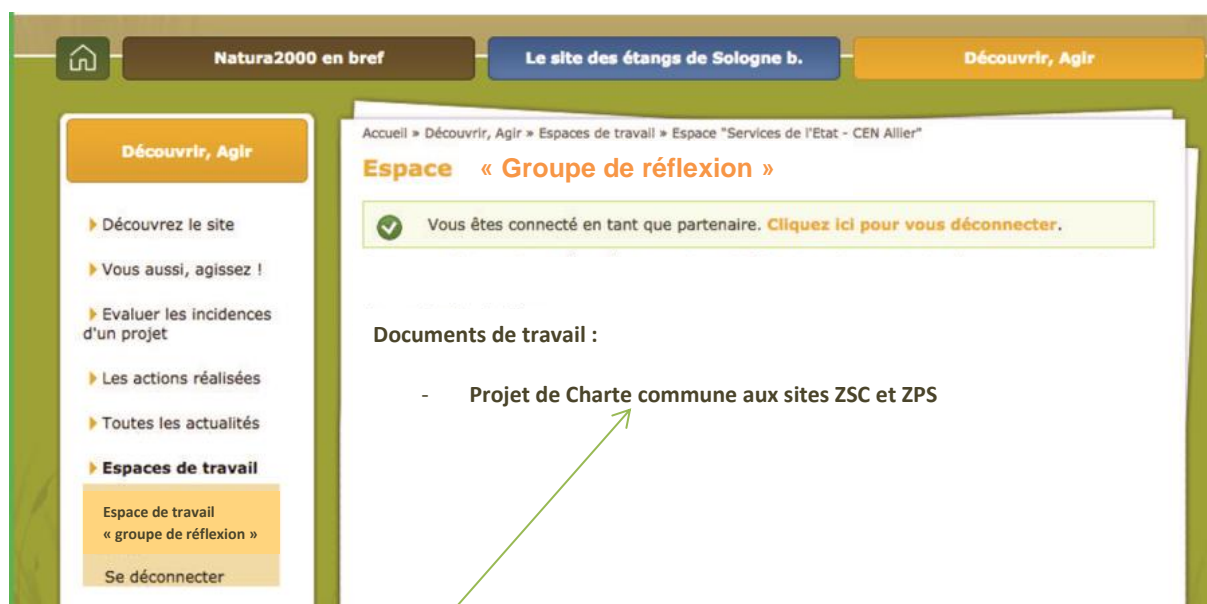 Natura2000 en bref
Le site des étangs de Sologne b.
Découvrir, Agir
Découvrir, Agir
Découvrez le site
Vous aussi, agissez !
Evaluer les incidences
d'un projet
Les actions réalisées
Toutes les actualités
Espaces de travail
Espace de travail
« groupe de réflexion »
Se déconnecter
Accueil » Découvrir, Agir » Espaces de travail » Espace "Services de l'Etat - CEN Allier"
Espace « Groupe de réflexion »
Vous êtes connecté en tant que partenaire. Cliquez ici pour vous déconnecter.
Documents de travail :
- Projet de Charte commune aux sites ZSC et ZPS